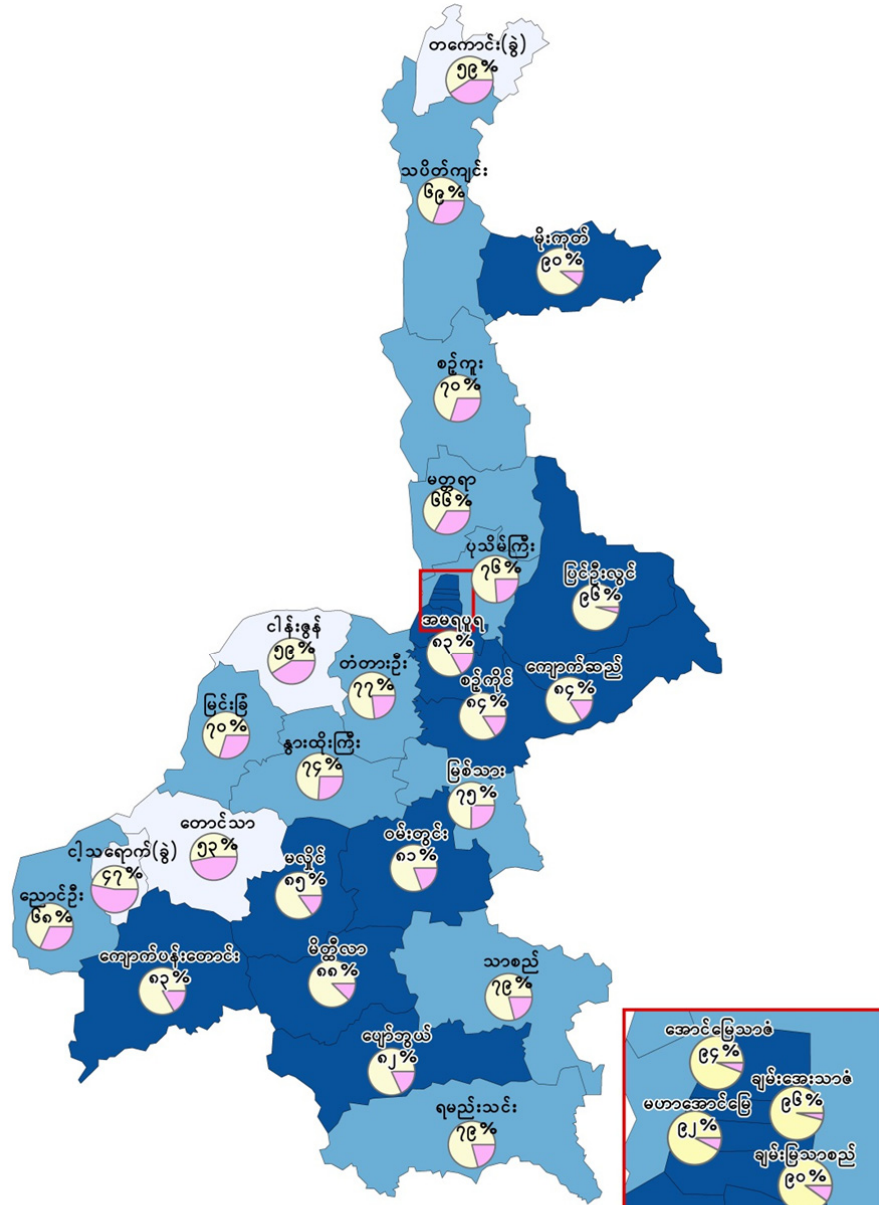 တကောင်း(ခွဲ)
၅၉%
သပိတ်ကျင်း
၆၉%
မိုးကုတ်
၉၀%
စဉ့်ကူး
၇၀%
မတ္တရာ
၆၆%
ပုသိမ်ကြီး
၇၆%
ပြင်ဦးလွင်
၉၆%
အမရပူရ
၈၃%
ငါန်းဇွန်
၅၉%
တံတားဦး
၇၇%
စဉ့်ကိုင်
၈၄%
ကျောက်ဆည်
၈၄%
မြင်းခြံ
၇၀%
နွားထိုးကြီး
၇၄%
မြစ်သား
၇၅%
တောင်သာ
၅၃%
ဝမ်းတွင်း
၈၁%
ငါ့သရောက်(ခွဲ)
၄၇%
မလှိုင်
၈၅%
ညောင်ဦး
၆၈%
ကျောက်ပန်းတောင်း
၈၃%
မိတ္ထီလာ
၈၈%
သာစည်
၇၉%
ပျော်ဘွယ်
၈၂%
ရမည်းသင်း
၇၉%
အောင်မြေသာဇံ
၉၄%
ချမ်းအေးသာဇံ
၉၆%
မဟာအောင်မြေ
၉၂%
ချမ်းမြသာစည်
၉၀%